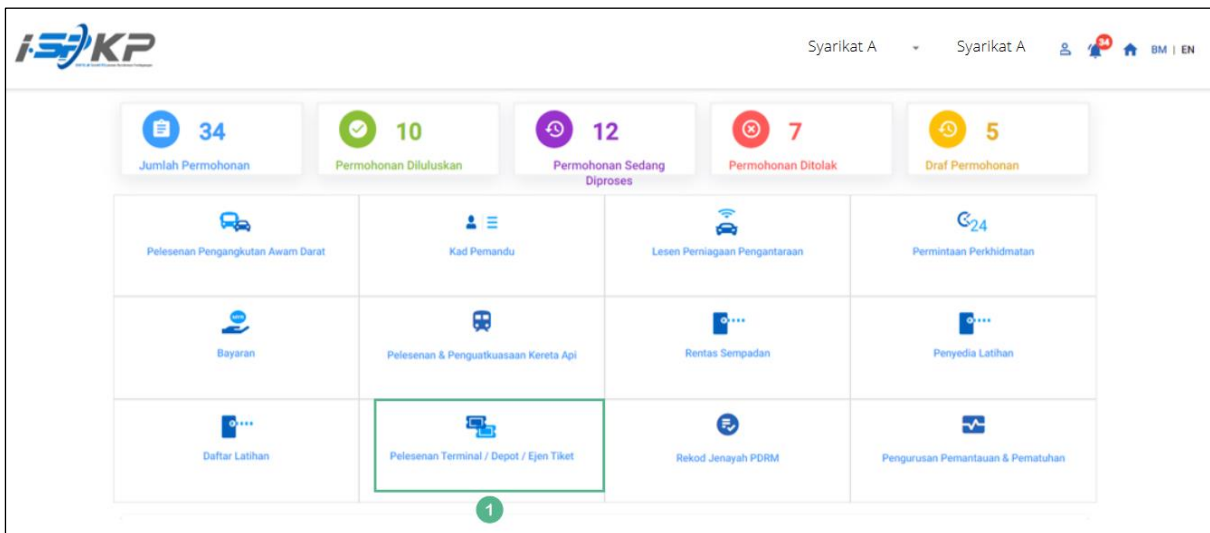 i-SPKP
Syarikat A
Syarikat A
34
BM | EN
34
Jumlah Permohonan
10
Permohonan Diluluskan
12
Permohonan Sedang
Diproses
7
Permohonan Ditolak
5
Draf Permohonan
Pelesenan Pengangkutan Awam Darat
Kad Pemandu
Lesen Perniagaan Pengantaraan
24
Permintaan Perkhidmatan
Bayaran
Pelesenan & Penguatkuasaan Kereta Api
Rentas Sempadan
Penyedia Latihan
Daftar Latihan
Pelesenan Terminal / Depot / Ejen Tiket
Rekod Jenayah PDRM
Pengurusan Pemantauan & Pematuhan
1